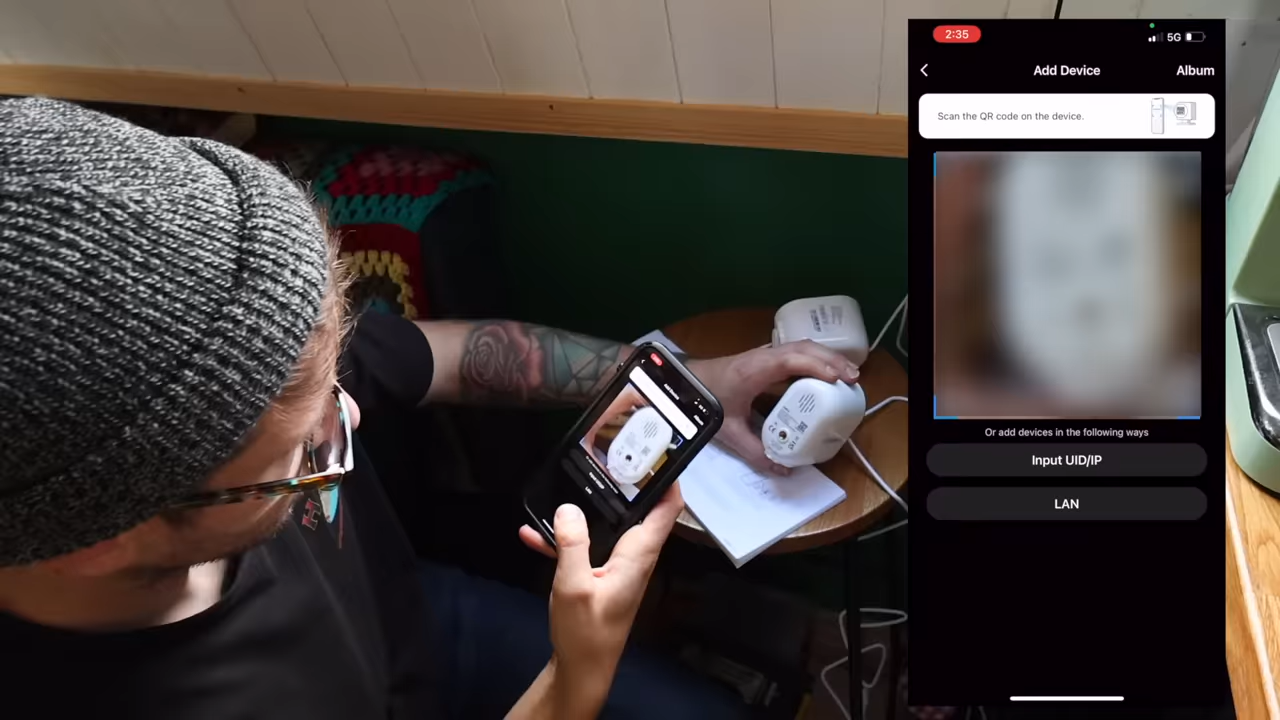 2:35
5G
Add Device
Album
Scan the QR code on the device.
Or add devices in the following ways
Input UID/IP
LAN
H